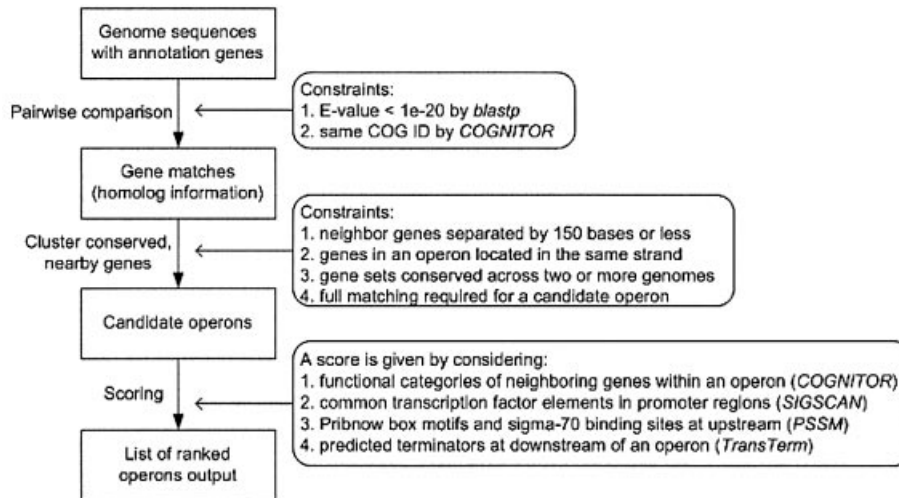 Genome sequences
with annotation genes
Pairwise comparison
Constraints:
1. E-value < 1e-20 by blastp
2. same COG ID by COGNITOR
Gene matches
(homolog information)
Cluster conserved,
nearby genes
Constraints:
1. neighbor genes separated by 150 bases or less
2. genes in an operon located in the same strand
3. gene sets conserved across two or more genomes
4. full matching required for a candidate operon
Candidate operons
Scoring
A score is given by considering:
1. functional categories of neighboring genes within an operon (COGNITOR)
2. common transcription factor elements in promoter regions (SIGSCAN)
3. Pribnow box motifs and sigma-70 binding sites at upstream (PSSM)
4. predicted terminators at downstream of an operon (TransTerm)
List of ranked
operons output